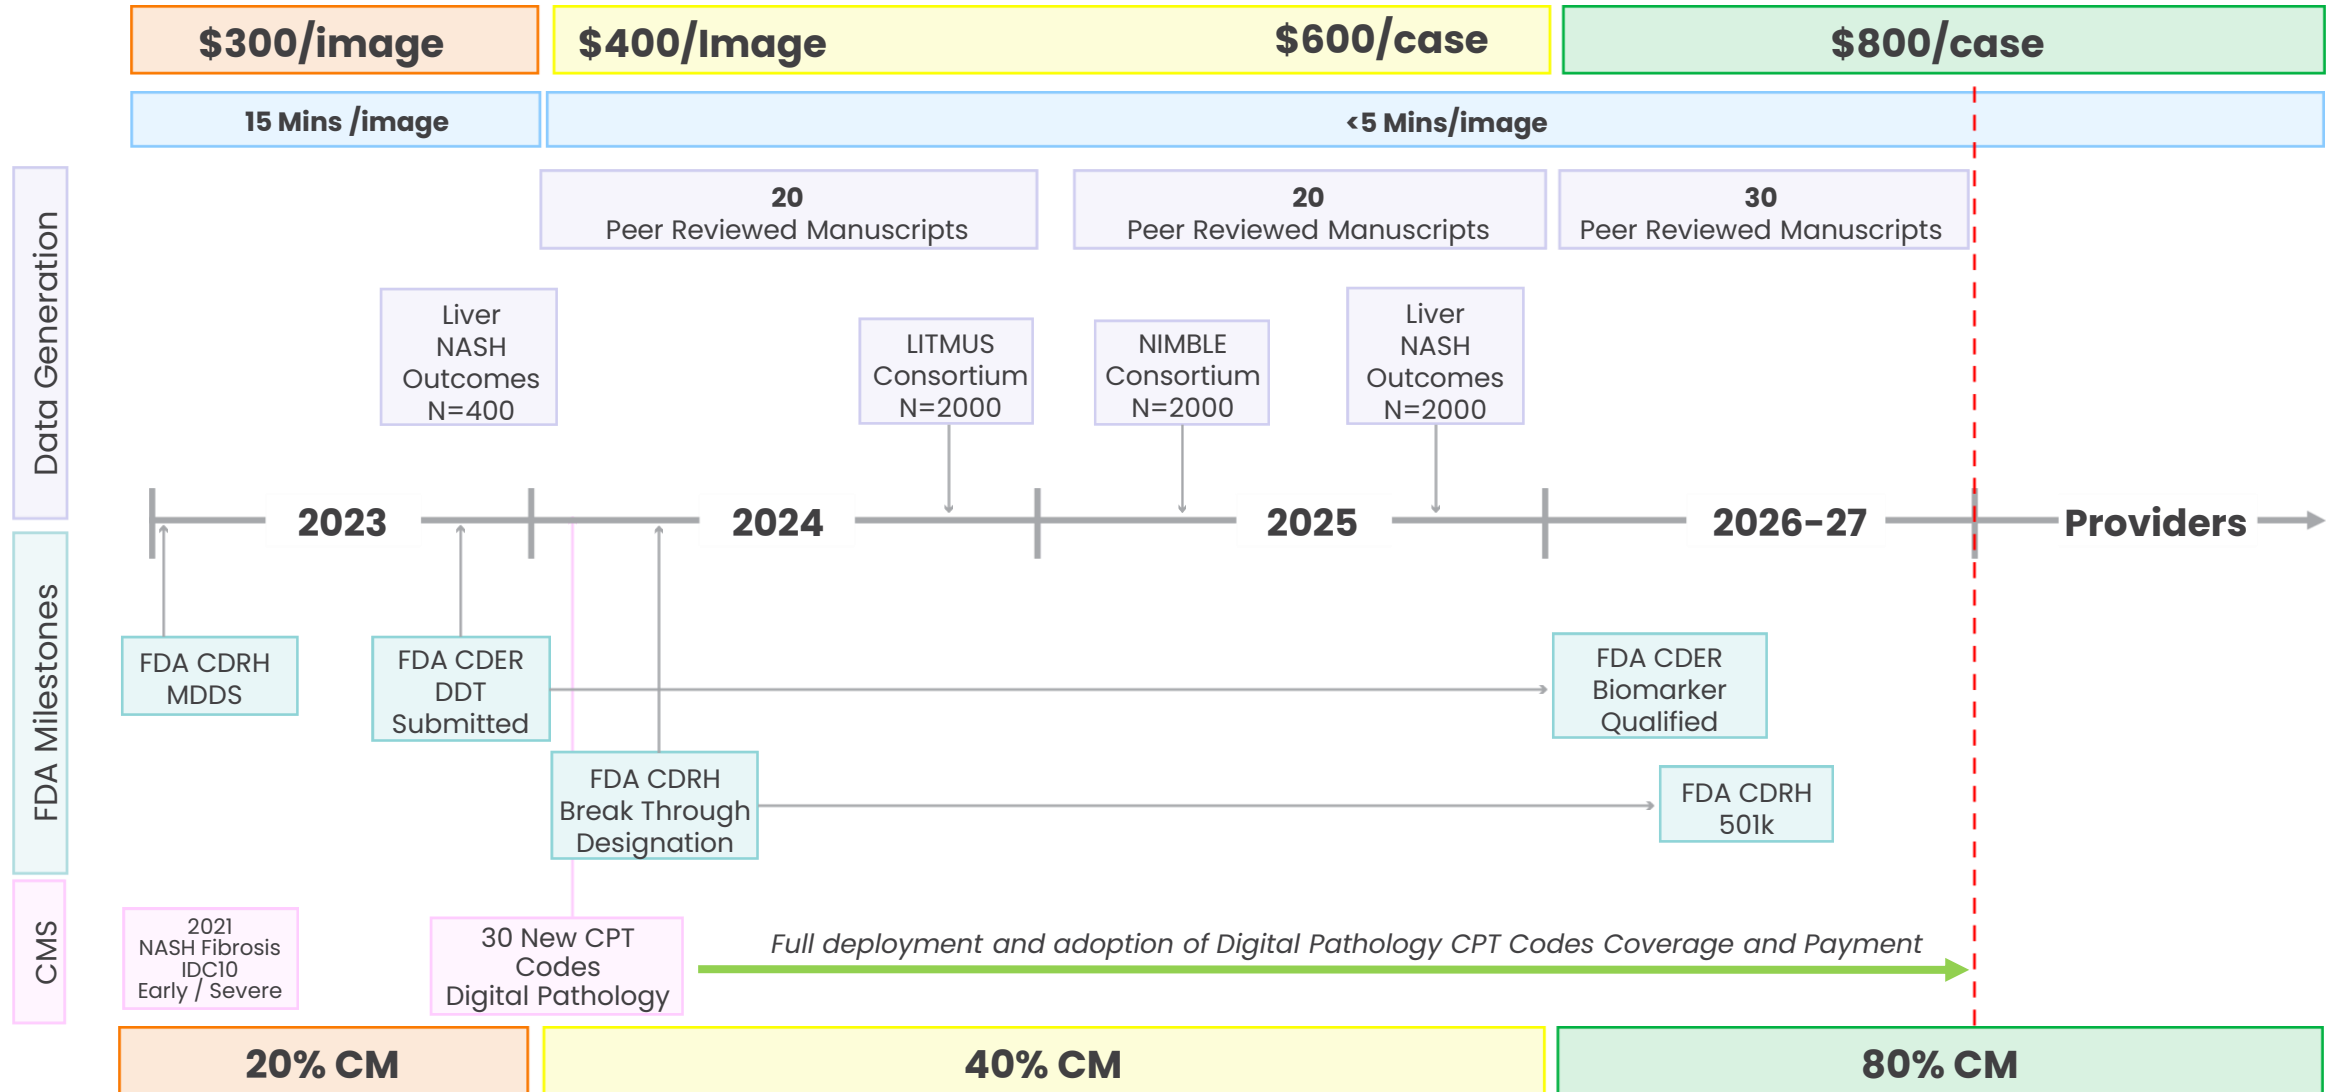 $300/image
$400/Image
$600/case
$800/case
15 Mins /image
<5 Mins/image
Data Generation
20
Peer Reviewed Manuscripts
20
Peer Reviewed Manuscripts
30
Peer Reviewed Manuscripts
Liver
NASH
Outcomes
N=400
LITMUS
Consortium
N=2000
NIMBLE
Consortium
N=2000
Liver
NASH
Outcomes
N=2000
2023
2024
2025
2026-27
Providers
FDA Milestones
FDA CDRH
MDDS
FDA CDER
DDT
Submitted
FDA CDER
Biomarker
Qualified
FDA CDRH
Break Through
Designation
FDA CDRH
501k
CMS
2021
NASH Fibrosis
IDC10
Early / Severe
30 New CPT
Codes
Digital Pathology
Full deployment and adoption of Digital Pathology CPT Codes Coverage and Payment
20% CM
40% CM
80% CM